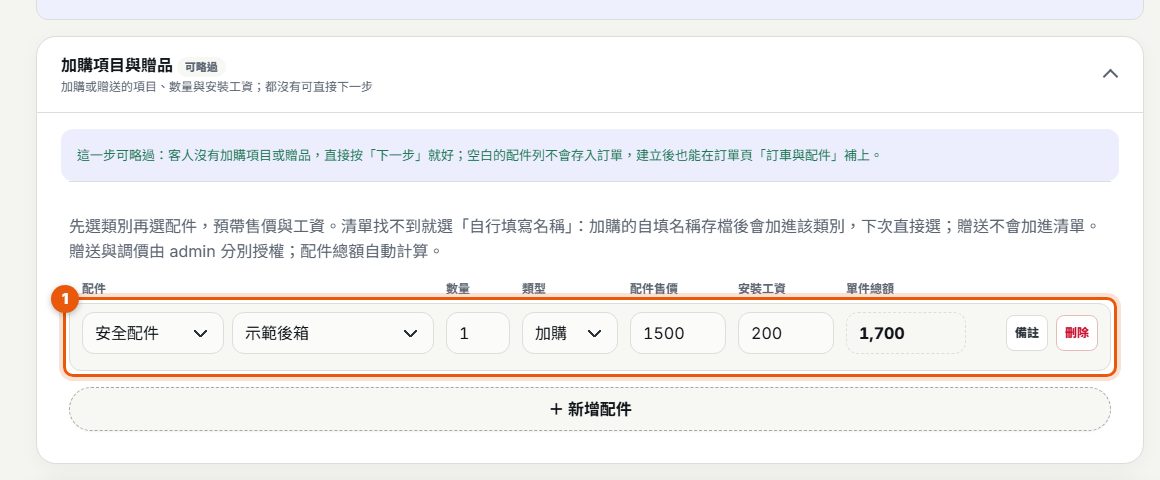 加購項目與贈品 可略過
加購或贈送的項目、數量與安裝工資；都沒有可直接下一步
這一步可略過：客人沒有加購項目或贈品，直接按「下一步」就好；空白的配件列不會存入訂單，建立後也能在訂單頁「訂車與配件」補上。
先選類別再選配件，預帶售價與工資。清單找不到就選「自行填寫名稱」：加購的自填名稱存檔後會加進該類別，下次直接選；贈送不會加進清單。
贈送與調價由 admin 分別授權；配件總額自動計算。
配件 數量 類型 配件售價 安裝工資 單件總額
1
安全配件 示範後箱 1 加購 1500 200 1,700 備註 刪除
＋ 新增配件